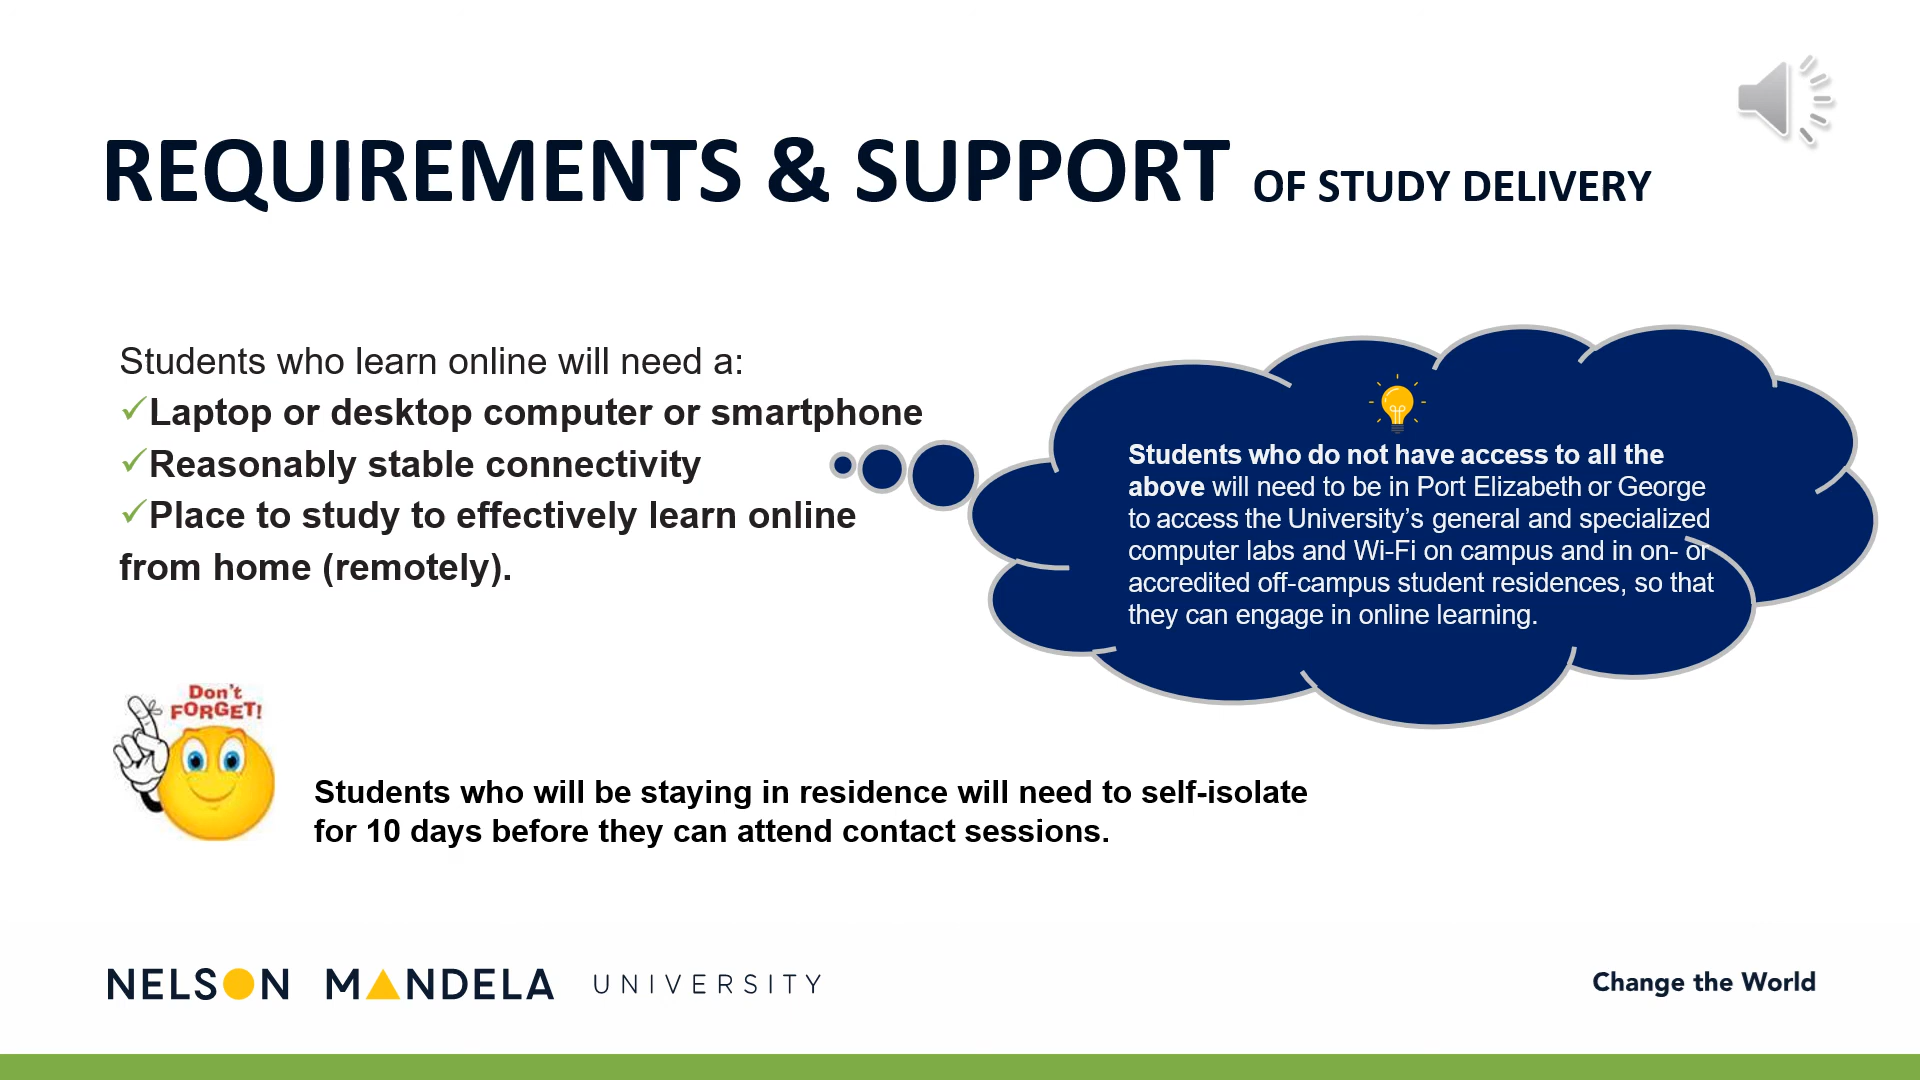 REQUIREMENTS & SUPPORT OF STUDY DELIVERY
Students who learn online will need a:
✓Laptop or desktop computer or smartphone
✓Reasonably stable connectivity
✓Place to study to effectively learn online
from home (remotely).
Students who do not have access to all the
above will need to be in Port Elizabeth or George
to access the University’s general and specialized
computer labs and Wi-Fi on campus and in on- or
accredited off-campus student residences, so that
they can engage in online learning.
Don't
FORGET!
Students who will be staying in residence will need to self-isolate
for 10 days before they can attend contact sessions.
NELSON MANDELA UNIVERSITY
Change the World